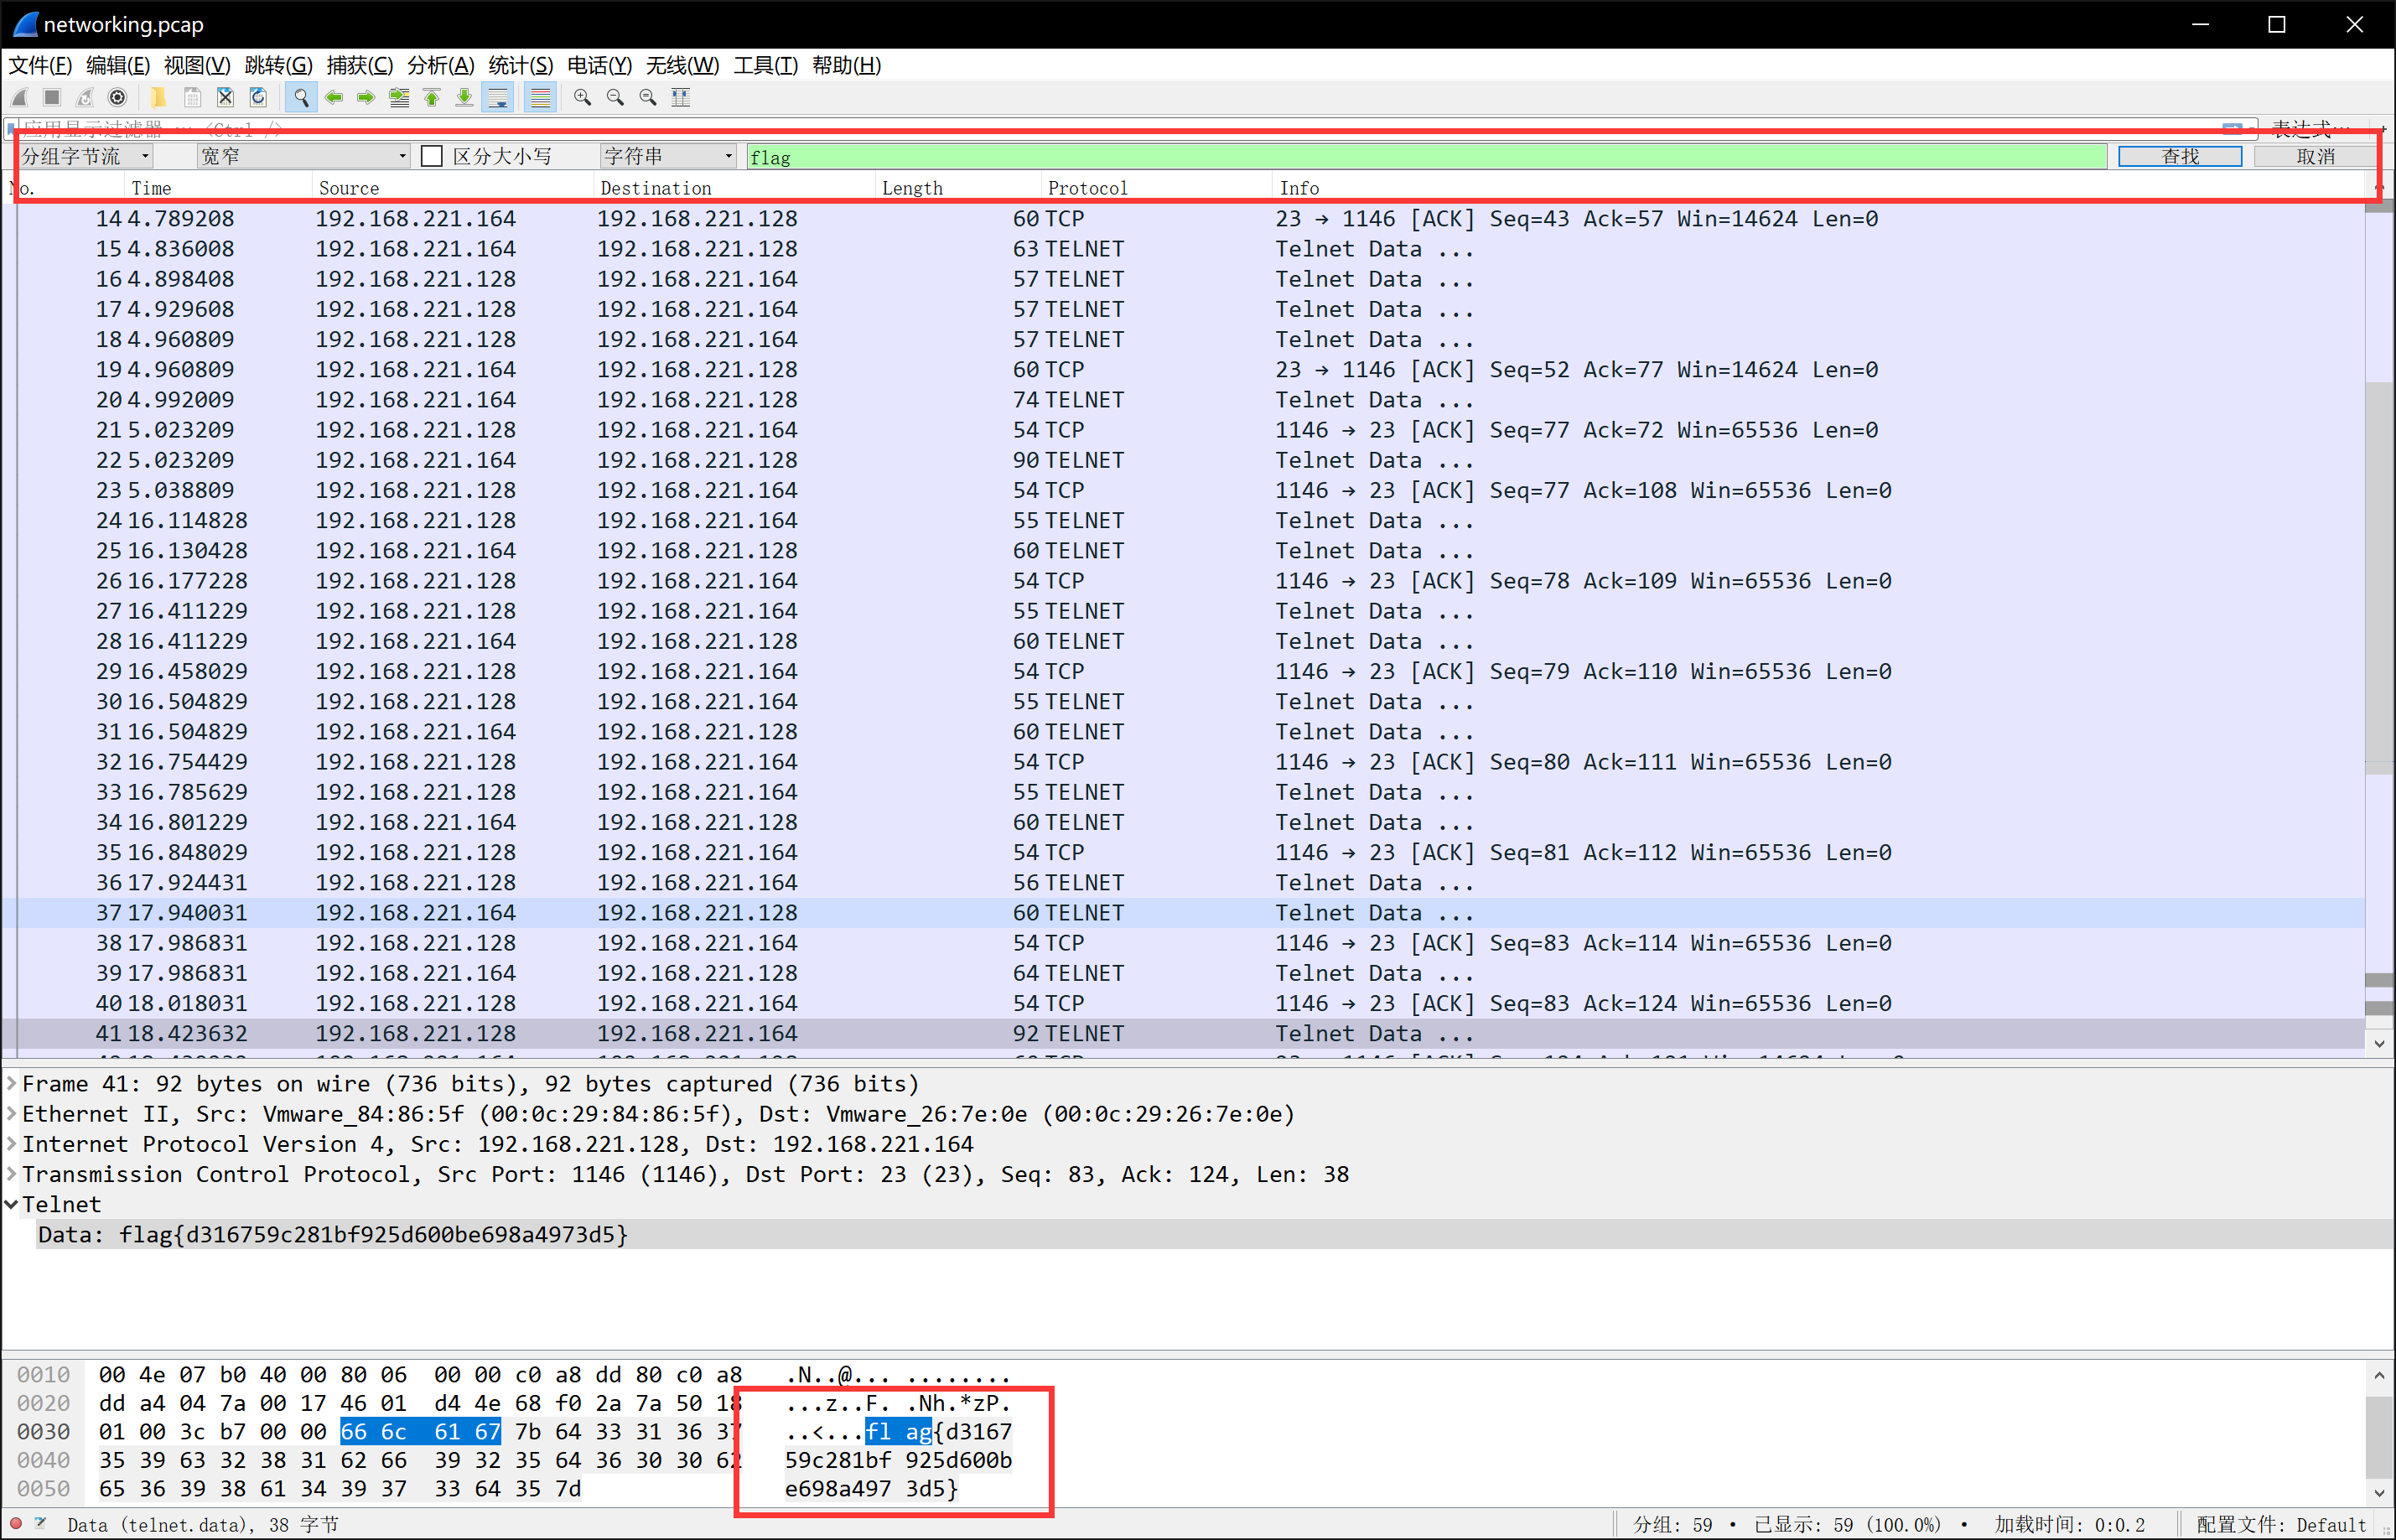 networking.pcap
文件(F) 编辑(E) 视图(V) 跳转(G) 捕获(C) 分析(A) 统计(S) 电话(Y) 无线(W) 工具(T) 帮助(H)
应用显示过滤器 … <Ctrl-/> 表达式… +
分组字节流 宽窄 区分大小写 字符串 flag 查找 取消
No. Time Source Destination Length Protocol Info
14 4.789208 192.168.221.164 192.168.221.128 60 TCP 23 → 1146 [ACK] Seq=43 Ack=57 Win=14624 Len=0
15 4.836008 192.168.221.164 192.168.221.128 63 TELNET Telnet Data ...
16 4.898408 192.168.221.128 192.168.221.164 57 TELNET Telnet Data ...
17 4.929608 192.168.221.128 192.168.221.164 57 TELNET Telnet Data ...
18 4.960809 192.168.221.128 192.168.221.164 57 TELNET Telnet Data ...
19 4.960809 192.168.221.164 192.168.221.128 60 TCP 23 → 1146 [ACK] Seq=52 Ack=77 Win=14624 Len=0
20 4.992009 192.168.221.164 192.168.221.128 74 TELNET Telnet Data ...
21 5.023209 192.168.221.128 192.168.221.164 54 TCP 1146 → 23 [ACK] Seq=77 Ack=72 Win=65536 Len=0
22 5.023209 192.168.221.164 192.168.221.128 90 TELNET Telnet Data ...
23 5.038809 192.168.221.128 192.168.221.164 54 TCP 1146 → 23 [ACK] Seq=77 Ack=108 Win=65536 Len=0
24 16.114828 192.168.221.128 192.168.221.164 55 TELNET Telnet Data ...
25 16.130428 192.168.221.164 192.168.221.128 60 TELNET Telnet Data ...
26 16.177228 192.168.221.128 192.168.221.164 54 TCP 1146 → 23 [ACK] Seq=78 Ack=109 Win=65536 Len=0
27 16.411229 192.168.221.128 192.168.221.164 55 TELNET Telnet Data ...
28 16.411229 192.168.221.164 192.168.221.128 60 TELNET Telnet Data ...
29 16.458029 192.168.221.128 192.168.221.164 54 TCP 1146 → 23 [ACK] Seq=79 Ack=110 Win=65536 Len=0
30 16.504829 192.168.221.128 192.168.221.164 55 TELNET Telnet Data ...
31 16.504829 192.168.221.164 192.168.221.128 60 TELNET Telnet Data ...
32 16.754429 192.168.221.128 192.168.221.164 54 TCP 1146 → 23 [ACK] Seq=80 Ack=111 Win=65536 Len=0
33 16.785629 192.168.221.128 192.168.221.164 55 TELNET Telnet Data ...
34 16.801229 192.168.221.164 192.168.221.128 60 TELNET Telnet Data ...
35 16.848029 192.168.221.128 192.168.221.164 54 TCP 1146 → 23 [ACK] Seq=81 Ack=112 Win=65536 Len=0
36 17.924431 192.168.221.128 192.168.221.164 56 TELNET Telnet Data ...
37 17.940031 192.168.221.164 192.168.221.128 60 TELNET Telnet Data ...
38 17.986831 192.168.221.128 192.168.221.164 54 TCP 1146 → 23 [ACK] Seq=83 Ack=114 Win=65536 Len=0
39 17.986831 192.168.221.164 192.168.221.128 64 TELNET Telnet Data ...
40 18.018031 192.168.221.128 192.168.221.164 54 TCP 1146 → 23 [ACK] Seq=83 Ack=124 Win=65536 Len=0
41 18.423632 192.168.221.128 192.168.221.164 92 TELNET Telnet Data ...
Frame 41: 92 bytes on wire (736 bits), 92 bytes captured (736 bits)
Ethernet II, Src: Vmware_84:86:5f (00:0c:29:84:86:5f), Dst: Vmware_26:7e:0e (00:0c:29:26:7e:0e)
Internet Protocol Version 4, Src: 192.168.221.128, Dst: 192.168.221.164
Transmission Control Protocol, Src Port: 1146 (1146), Dst Port: 23 (23), Seq: 83, Ack: 124, Len: 38
Telnet
Data: flag{d316759c281bf925d600be698a4973d5}
0010 00 4e 07 b0 40 00 80 06 00 00 c0 a8 dd 80 c0 a8 .N..@... ........
0020 dd a4 04 7a 00 17 46 01 d4 4e 68 f0 2a 7a 50 18 ...z..F. .Nh.*zP.
0030 01 00 3c b7 00 00 66 6c 61 67 7b 64 33 31 36 37 ..<...fl ag{d3167
0040 35 39 63 32 38 31 62 66 39 32 35 64 36 30 30 62 59c281bf 925d600b
0050 65 36 39 38 61 34 39 37 33 64 35 7d e698a497 3d5}
Data (telnet.data), 38 字节 分组: 59 · 已显示: 59 (100.0%) · 加载时间: 0:0.2 配置文件: Default